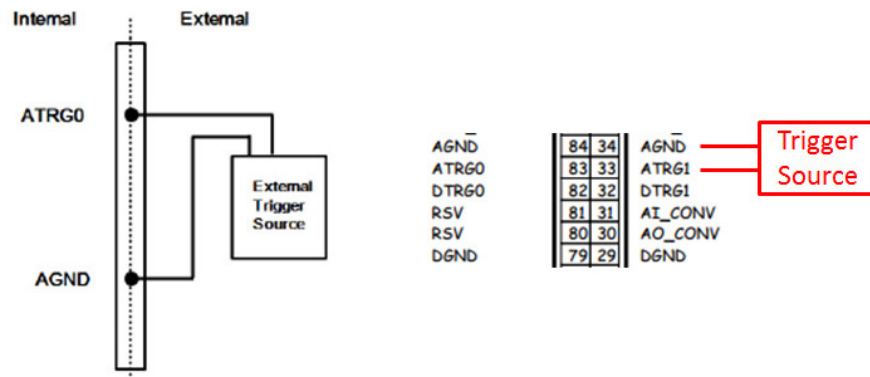 Internal External
ATRG0
AGND
External
Trigger
Source
AGND 84 34 AGND
ATRG0 83 33 ATRG1
DTRG0 82 32 DTRG1
RSV 81 31 AI_CONV
RSV 80 30 AO_CONV
DGND 79 29 DGND
Trigger
Source